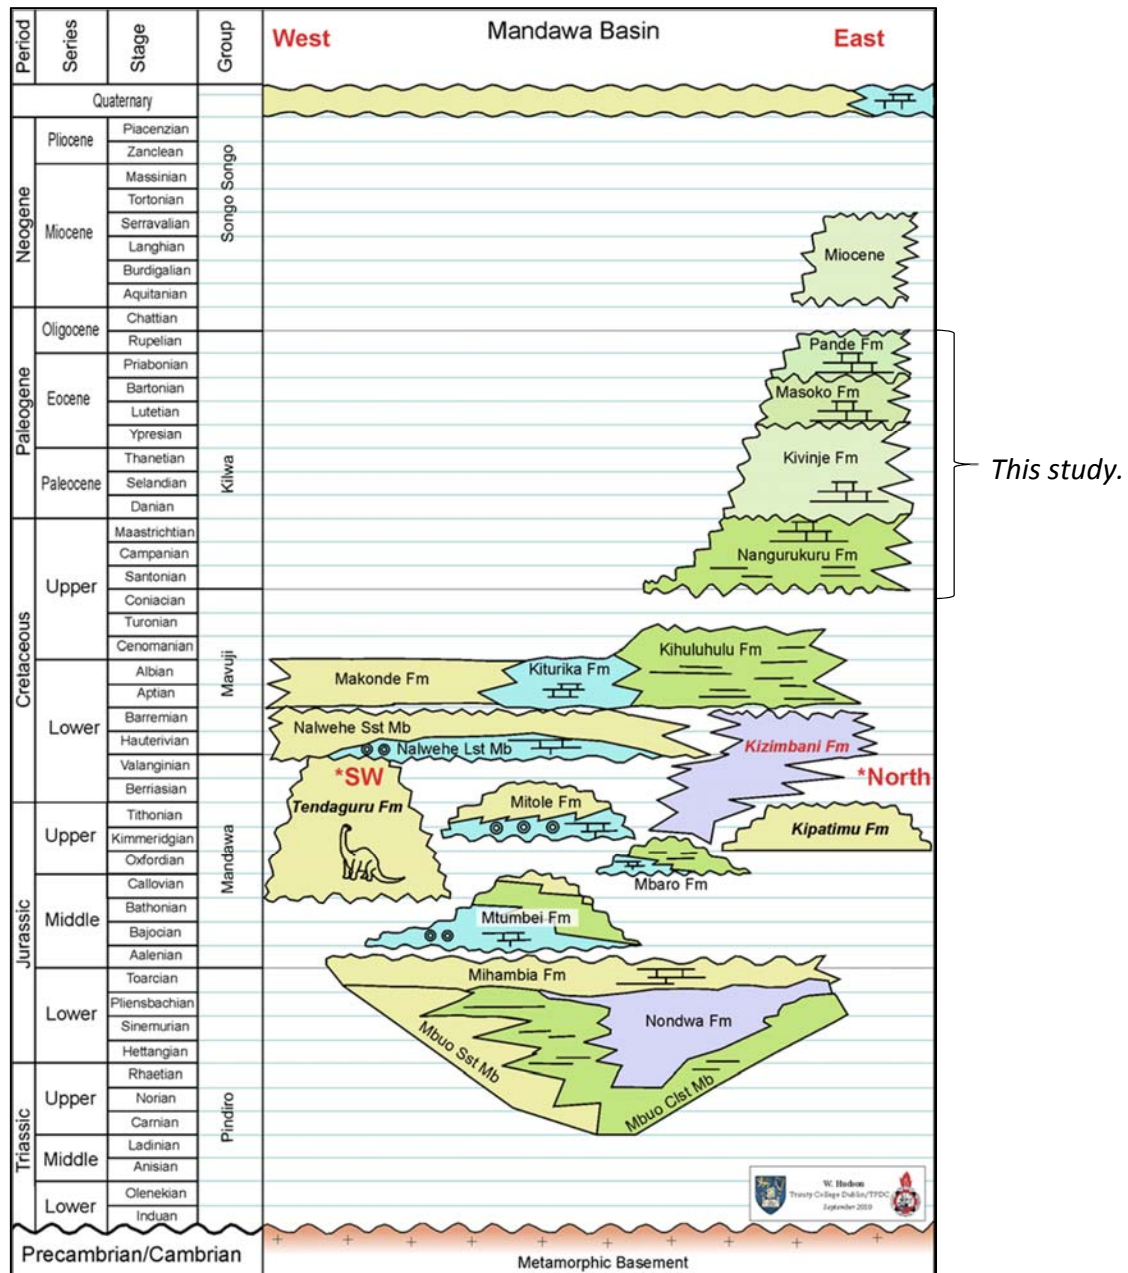 Period
Series
Stage
Group
West
Mandawa Basin
East
Quaternary
Neogene
Pliocene
Piacenzian
Zanclean
Miocene
Massinian
Tortonian
Serravalian
Langhian
Burdigalian
Aquitanian
Songo Songo
Miocene
Paleogene
Oligocene
Chattian
Rupelian
Eocene
Priabonian
Bartonian
Lutetian
Ypresian
Paleocene
Thanetian
Selandian
Danian
Kilwa
Pande Fm
Masoko Fm
Kivinje Fm
This study.
Cretaceous
Upper
Maastrichtian
Campanian
Santonian
Coniacian
Turonian
Cenomanian
Nangurukuru Fm
Lower
Albian
Aptian
Barremian
Hauterivian
Valanginian
Berriasian
Mavuji
Kihuluhulu Fm
Makonde Fm
Kiturika Fm
Nalwehe Sst Mb
Nalwehe Lst Mb
Kizimbani Fm
*SW
*North
Tendaguru Fm
Mitole Fm
Kipatimu Fm
Jurassic
Upper
Tithonian
Kimmeridgian
Oxfordian
Mandawa
Mbaro Fm
Middle
Callovian
Bathonian
Bajocian
Aalenian
Mtumbei Fm
Lower
Toarcian
Pliensbachian
Sinemurian
Hettangian
Mihambia Fm
Nondwa Fm
Mbuo Sst Mb
Mbuo Clst Mb
Triassic
Upper
Rhaetian
Norian
Carnian
Pindiro
Middle
Ladinian
Anisian
Lower
Olenekian
Induan
W. Hudson
Trinity College Dublin/TPDC
September 2010
Precambrian/Cambrian
Metamorphic Basement